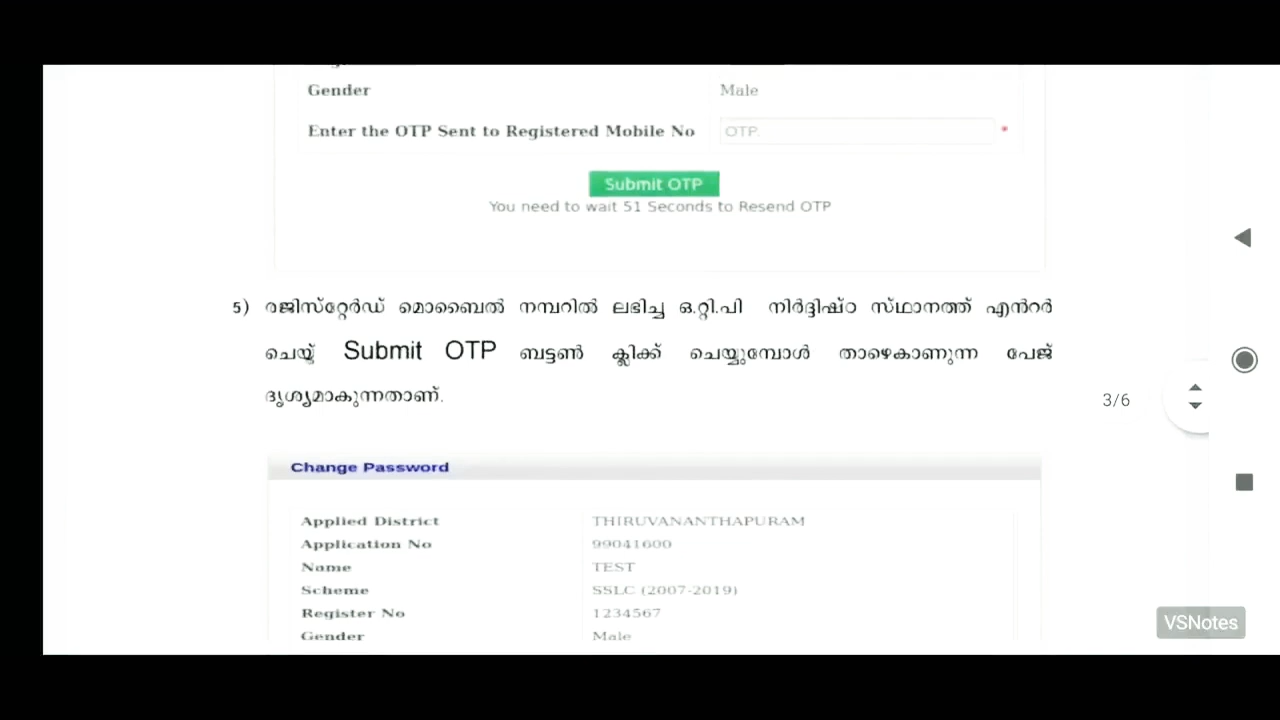 Gender Male
Enter the OTP Sent to Registered Mobile No OTP. *
Submit OTP
You need to wait 51 Seconds to Resend OTP
5) രജിസ്റ്റേർഡ് മൊബൈൽ നമ്പറിൽ ലഭിച്ച ഒ.റ്റി.പി നിർദ്ദിഷ്ഠ സ്ഥാനത്ത് എൻറർ
ചെയ്ത് Submit OTP ബട്ടൺ ക്ലിക്ക് ചെയ്യുമ്പോൾ താഴെകാണുന്ന പേജ്
ദൃശ്യമാകുന്നതാണ്.
3/6
Change Password
Applied District THIRUVANANTHAPURAM
Application No 99041600
Name TEST
Scheme SSLC (2007-2019)
Register No 1234567
Gender Male
VSNotes